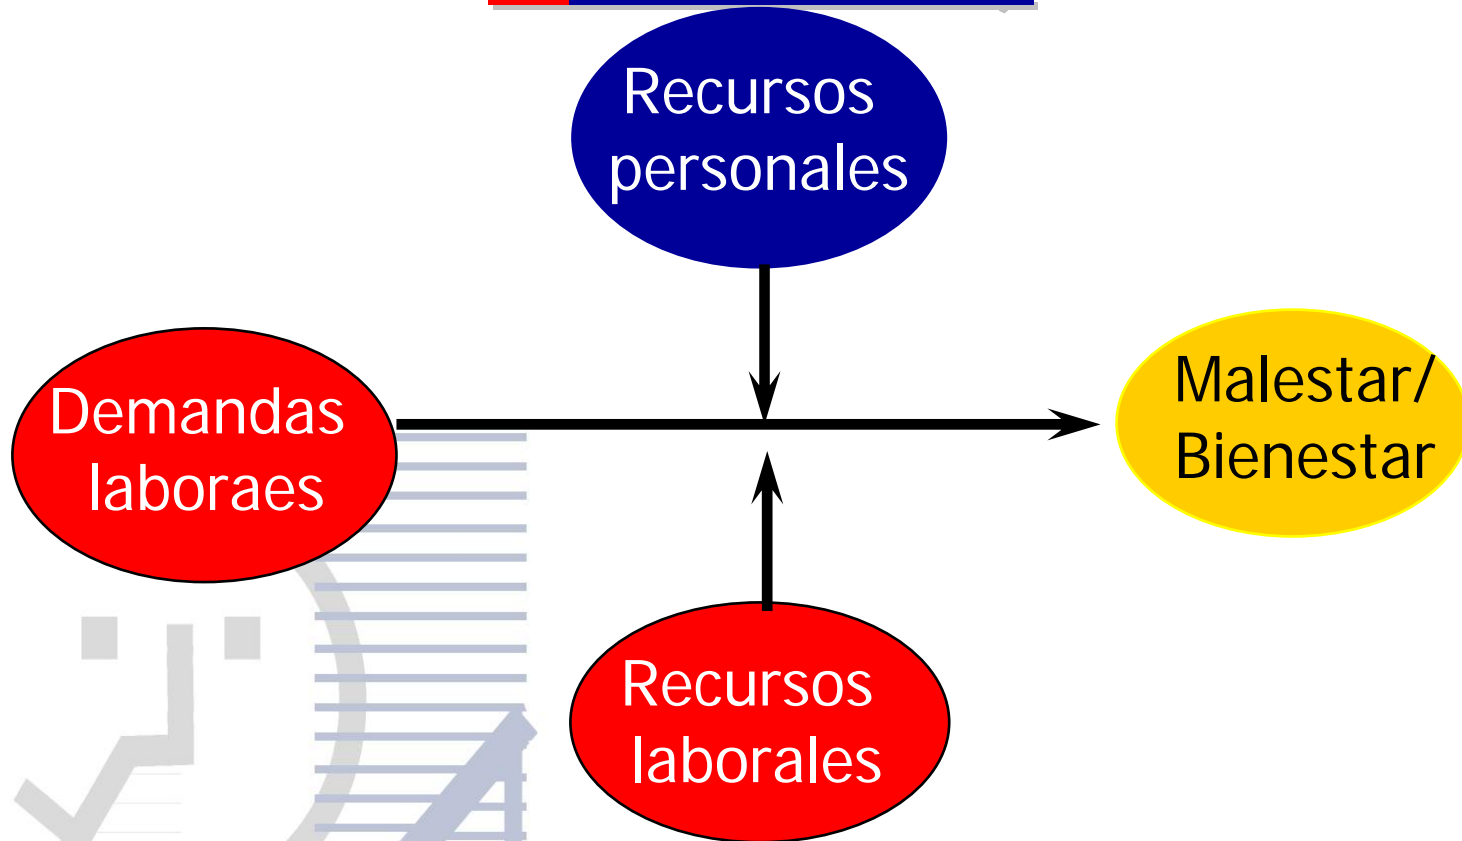 Recursos
personales
Demandas
laboraes
Malestar/
Bienestar
Recursos
laborales